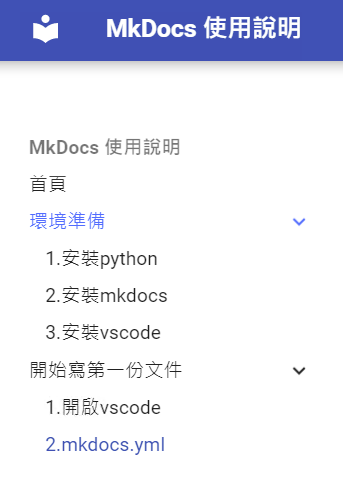 MkDocs 使用說明
MkDocs 使用說明
首頁
環境準備
1.安裝python
2.安裝mkdocs
3.安裝vscode
開始寫第一份文件
1.開啟vscode
2.mkdocs.yml